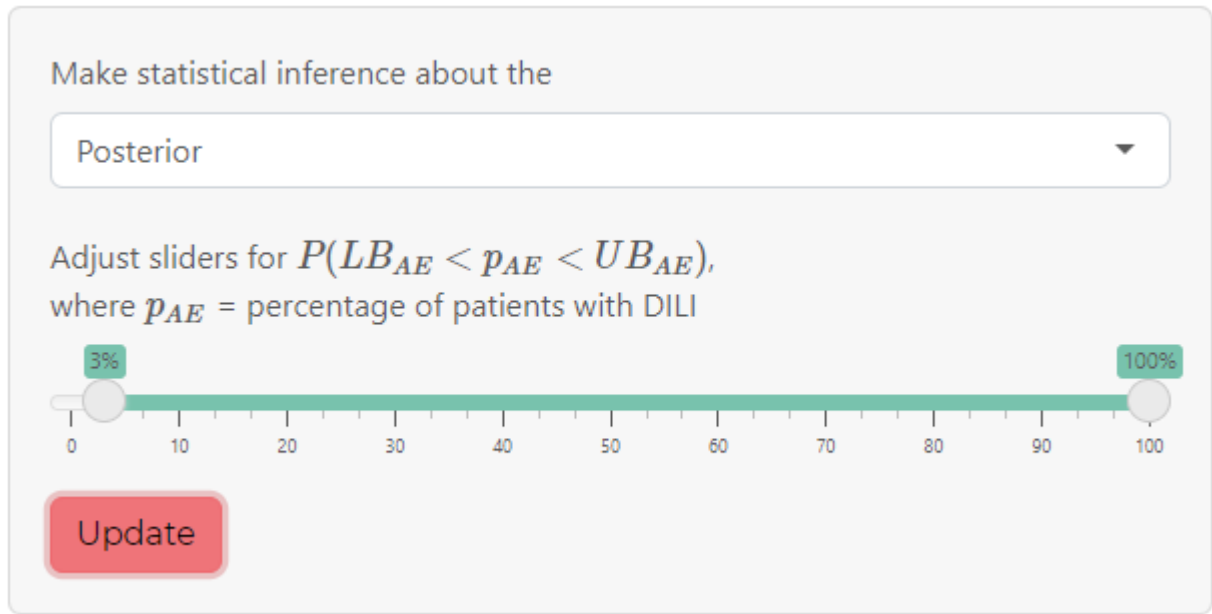 Make statistical inference about the
Posterior
Adjust sliders for P(LB_AE < p_AE < UB_AE),
where p_AE = percentage of patients with DILI
3% 100%
0 10 20 30 40 50 60 70 80 90 100
Update